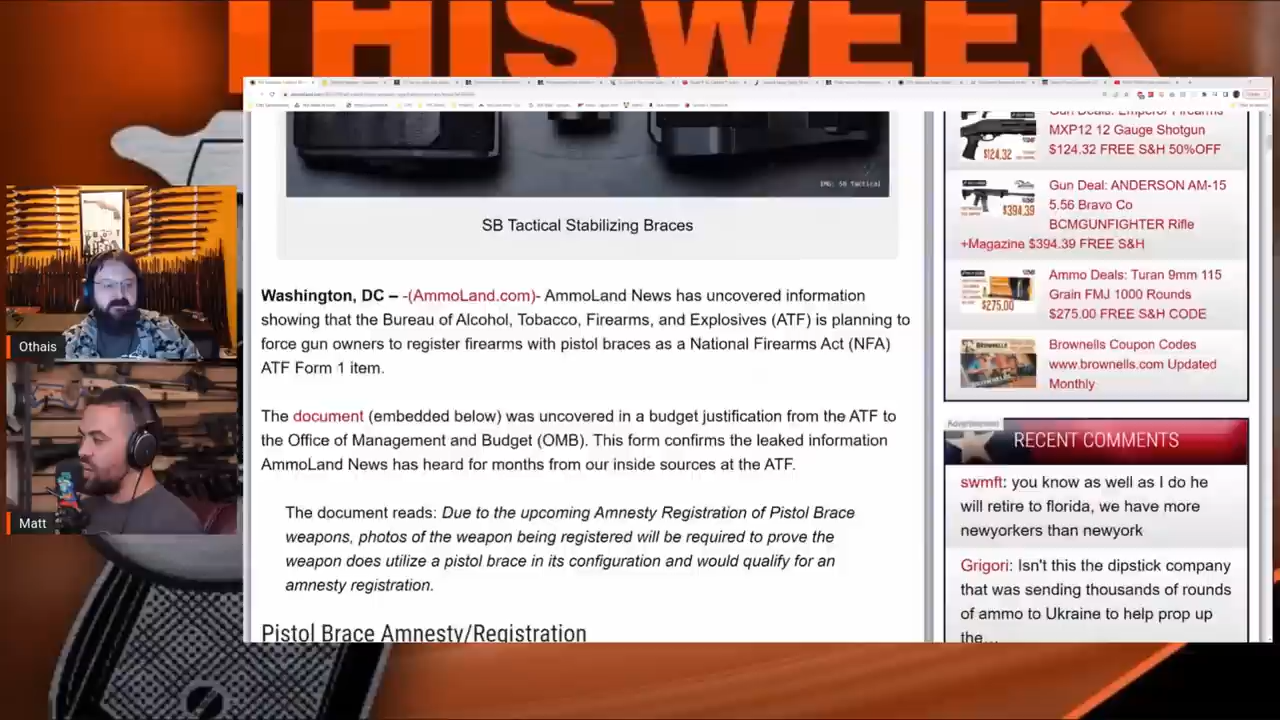 THIS WEEK
Gun Deals: Emperor Firearms
MXP12 12 Gauge Shotgun
$124.32 FREE S&H 50%OFF
$124.32
Gun Deal: ANDERSON AM-15
5.56 Bravo Co
BCMGUNFIGHTER Rifle
+Magazine $394.39 FREE S&H
$394.39
Ammo Deals: Turan 9mm 115
Grain FMJ 1000 Rounds
$275.00 FREE S&H CODE
$275.00
Brownells Coupon Codes
www.brownells.com Updated
Monthly
BROWNELLS
Advertisement
RECENT COMMENTS
swmft: you know as well as I do he
will retire to florida, we have more
newyorkers than newyork
Grigori: Isn't this the dipstick company
that was sending thousands of rounds
of ammo to Ukraine to help prop up
the...
IMG: SB Tactical
SB Tactical Stabilizing Braces
Washington, DC – -(AmmoLand.com)- AmmoLand News has uncovered information
showing that the Bureau of Alcohol, Tobacco, Firearms, and Explosives (ATF) is planning to
force gun owners to register firearms with pistol braces as a National Firearms Act (NFA)
ATF Form 1 item.
The document (embedded below) was uncovered in a budget justification from the ATF to
the Office of Management and Budget (OMB). This form confirms the leaked information
AmmoLand News has heard for months from our inside sources at the ATF.
The document reads: Due to the upcoming Amnesty Registration of Pistol Brace
weapons, photos of the weapon being registered will be required to prove the
weapon does utilize a pistol brace in its configuration and would qualify for an
amnesty registration.
Pistol Brace Amnesty/Registration
Othais
Matt